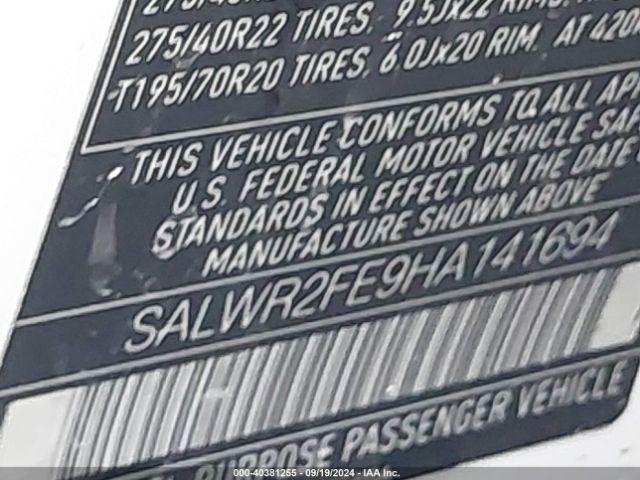 275/40R22 TIRES, 9.5Jx22 RIMS,
T195/70R20 TIRES, 6.0Jx20 RIM, AT 420
THIS VEHICLE CONFORMS TO ALL
U.S. FEDERAL MOTOR VEHICLE
STANDARDS IN EFFECT ON THE DATE
MANUFACTURE SHOWN ABOVE
SALWR2FE9HA141694
PURPOSE PASSENGER VEHICLE
000-40381255 - 09/19/2024 - IAA Inc.